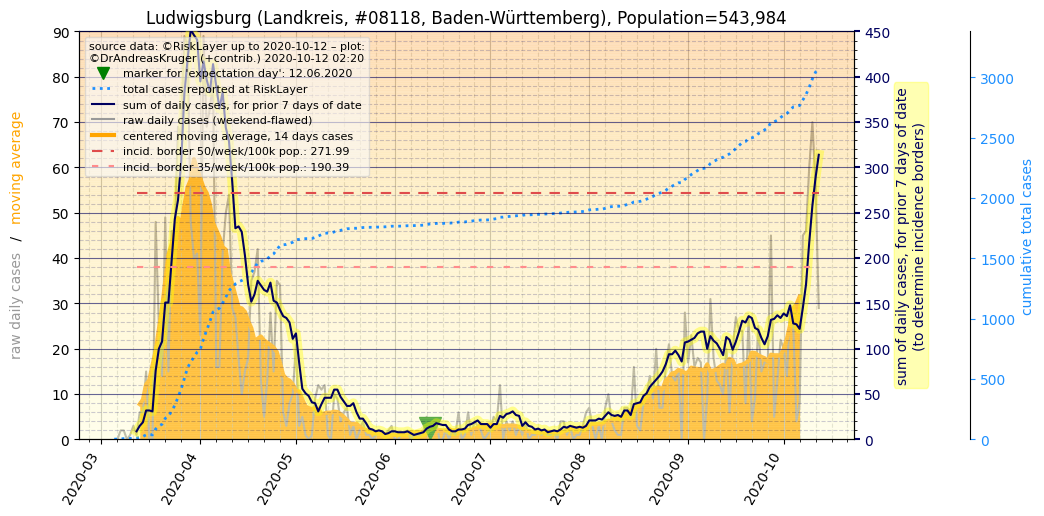 Ludwigsburg (Landkreis, #08118, Baden-Württemberg), Population=543,984
source data: ©RiskLayer up to 2020-10-12 – plot:
©DrAndreasKruger (+contrib.) 2020-10-12 02:20
marker for 'expectation day': 12.06.2020
total cases reported at RiskLayer
sum of daily cases, for prior 7 days of date
raw daily cases (weekend-flawed)
centered moving average, 14 days cases
incid. border 50/week/100k pop.: 271.99
incid. border 35/week/100k pop.: 190.39
raw daily cases / moving average
90
80
70
60
50
40
30
20
10
0
2020-03
2020-04
2020-05
2020-06
2020-07
2020-08
2020-09
2020-10
450
400
350
300
250
200
150
100
50
0
sum of daily cases, for prior 7 days of date
(to determine incidence borders)
3000
2500
2000
1500
1000
500
0
cumulative total cases